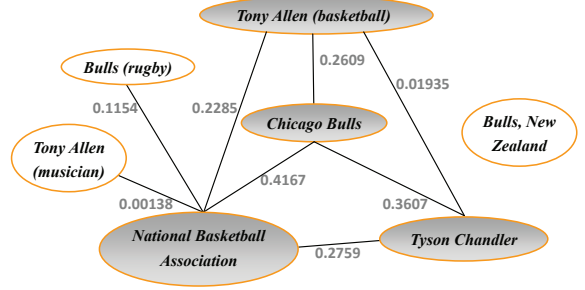 Tony Allen (basketball)
0.2609
Bulls (rugby)
0.01935
0.1154
0.2285
Chicago Bulls
Bulls, New
Zealand
Tony Allen
(musician)
0.4167
0.00138
0.3607
National Basketball
Association
Tyson Chandler
0.2759